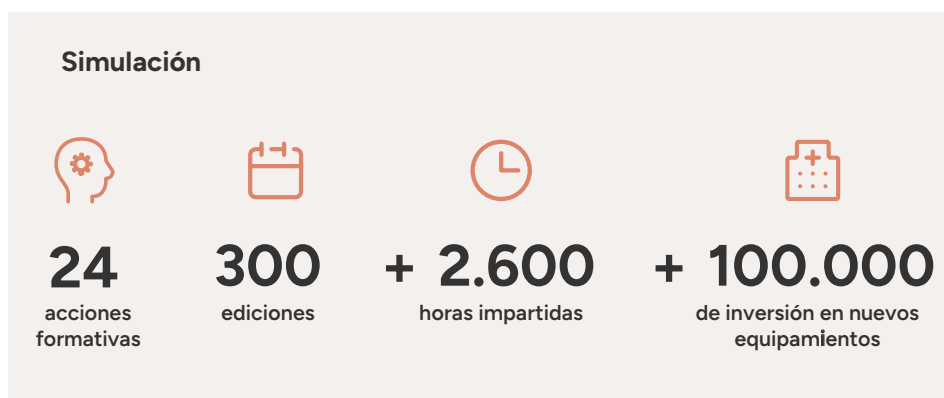 Simulación
24
acciones
formativas
300
ediciones
+ 2.600
horas impartidas
+ 100.000
de inversión en nuevos
equipamientos